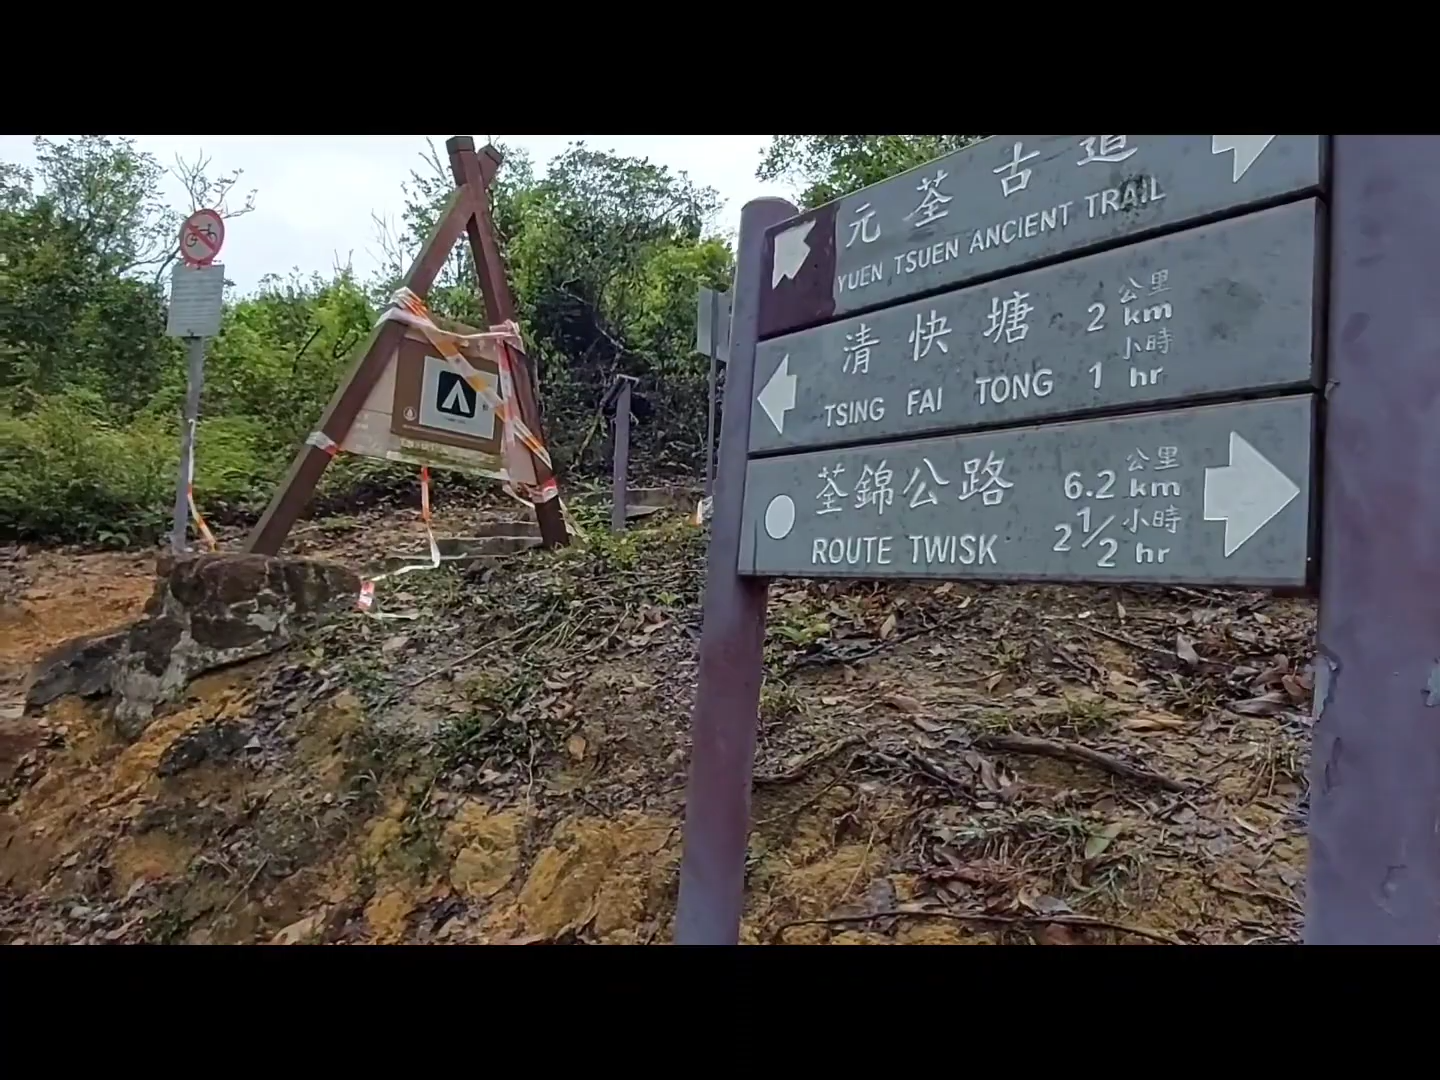 元荃古道
YUEN TSUEN ANCIENT TRAIL
清快塘 2 公里 km
TSING FAI TONG 1 小時 hr
荃錦公路 6.2 公里 km
ROUTE TWISK 2 1/2 小時 hr